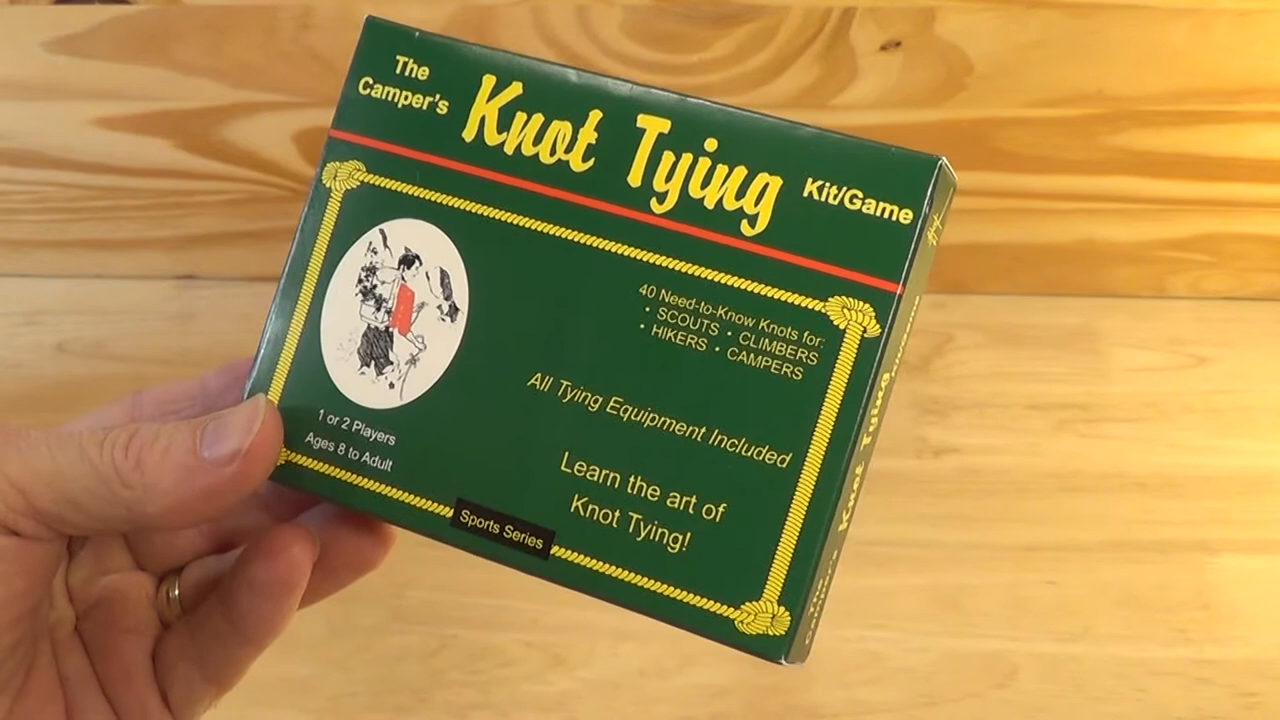 The
Camper's
Knot Tying
Kit/Game
40 Need-to-Know Knots for:
• SCOUTS • CLIMBERS
• HIKERS • CAMPERS
All Tying Equipment Included
Learn the art of
Knot Tying!
1 or 2 Players
Ages 8 to Adult
Sports Series
The
Camper's
Knot Tying